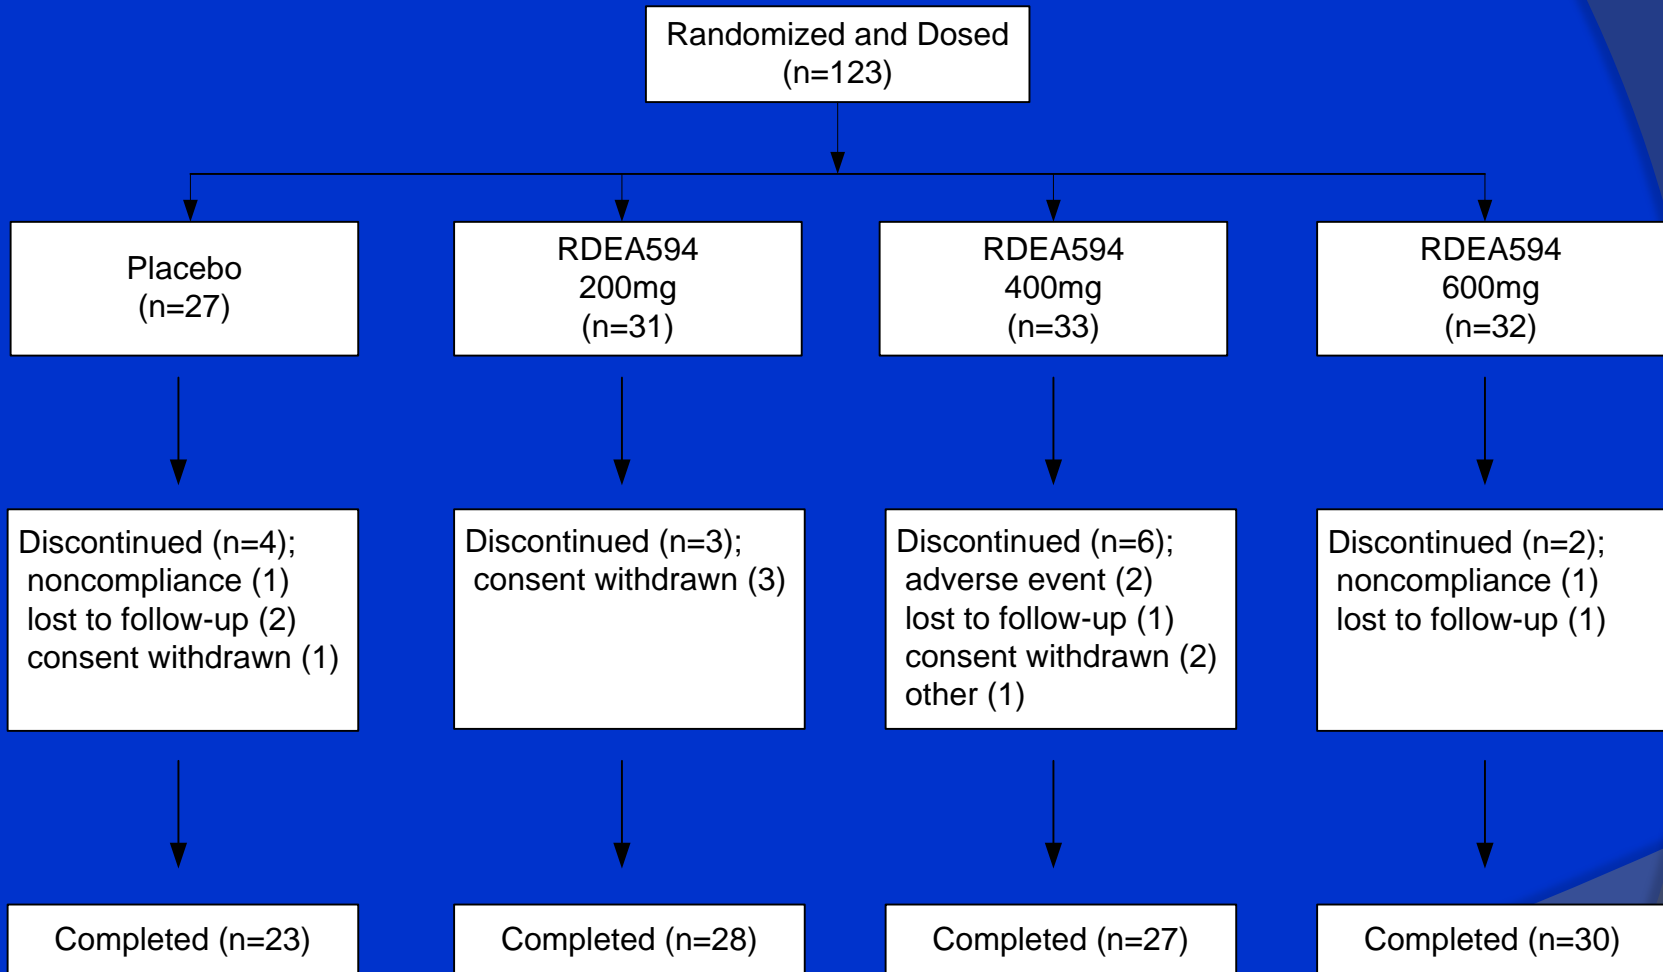 Randomized and Dosed
(n=123)
Placebo
(n=27)
RDEA594
200mg
(n=31)
RDEA594
400mg
(n=33)
RDEA594
600mg
(n=32)
Discontinued (n=4);
noncompliance (1)
lost to follow-up (2)
consent withdrawn (1)
Discontinued (n=3);
consent withdrawn (3)
Discontinued (n=6);
adverse event (2)
lost to follow-up (1)
consent withdrawn (2)
other (1)
Discontinued (n=2);
noncompliance (1)
lost to follow-up (1)
Completed (n=23)
Completed (n=28)
Completed (n=27)
Completed (n=30)